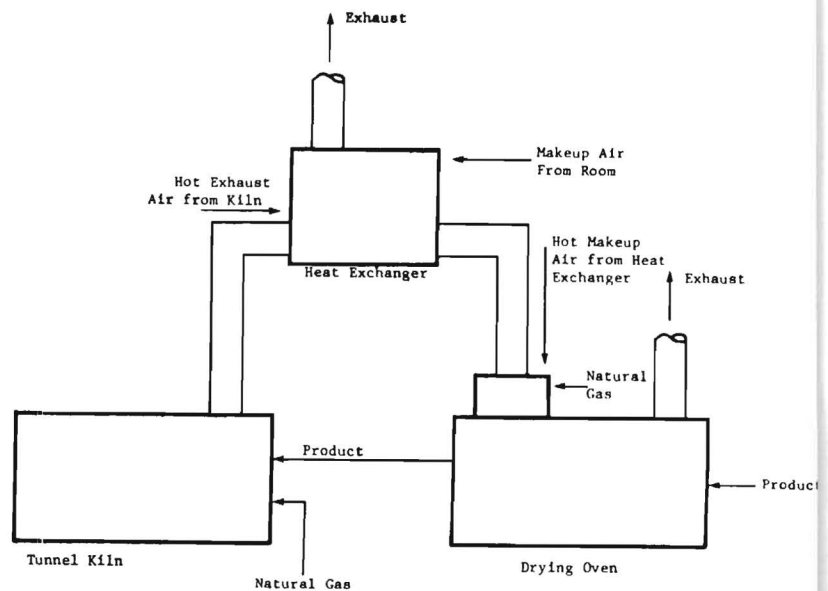 Exhaust
Makeup Air
From Room
Hot Exhaust
Air from Kiln
Heat Exchanger
Hot Makeup
Air from Heat
Exchanger
Exhaust
Natural
Gas
Product
Product
Tunnel Kiln
Natural Gas
Drying Oven